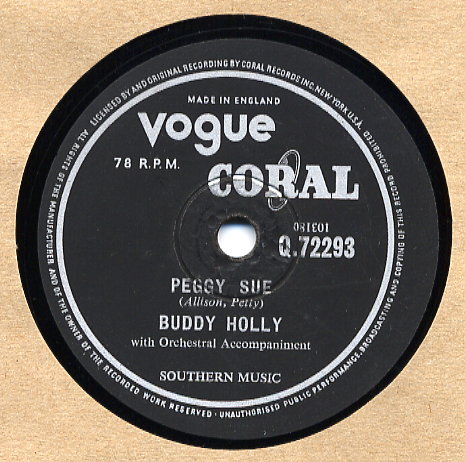 LICENSED BY AND ORIGINAL RECORDING BY CORAL RECORDS INC. NEW YORK U.S.A.
ALL RIGHTS OF THE MANUFACTURER AND OF THE OWNER OF THE RECORDED WORK RESERVED · UNAUTHORISED PUBLIC PERFORMANCE, BROADCASTING AND COPYING OF THIS RECORD PROHIBITED
MADE IN ENGLAND
vogue
78 R.P.M.
CORAL
103180
Q.72293
PEGGY SUE
(Allison, Petty)
BUDDY HOLLY
with Orchestral Accompaniment
SOUTHERN MUSIC